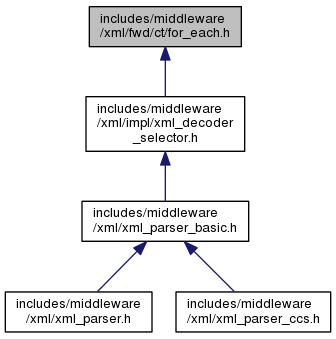 includes/middleware
/xml/fwd/ct/for_each.h
includes/middleware
/xml/impl/xml_decoder
_selector.h
includes/middleware
/xml/xml_parser_basic.h
includes/middleware
/xml/xml_parser.h
includes/middleware
/xml/xml_parser_ccs.h